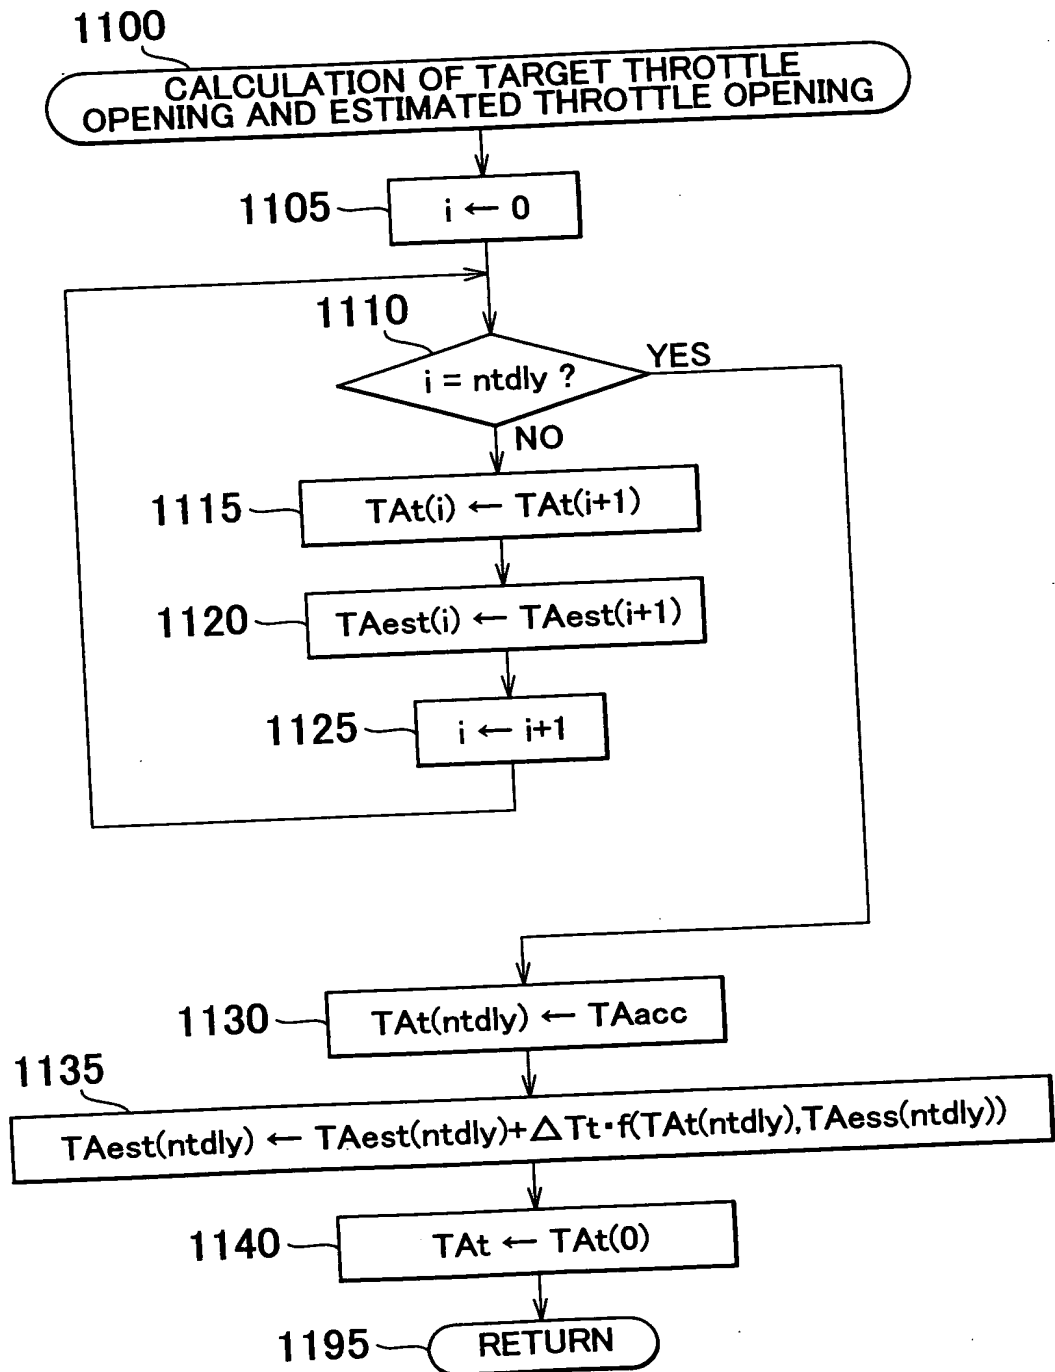 1100
CALCULATION OF TARGET THROTTLE
OPENING AND ESTIMATED THROTTLE OPENING
1105
i ← 0
1110
i = ntdly ?
YES
NO
1115
TAt(i) ← TAt(i+1)
1120
TAest(i) ← TAest(i+1)
1125
i ← i+1
1130
TAt(ntdly) ← TAacc
1135
TAest(ntdly) ← TAest(ntdly)+△Tt·f(TAt(ntdly),TAess(ntdly))
1140
TAt ← TAt(0)
1195
RETURN